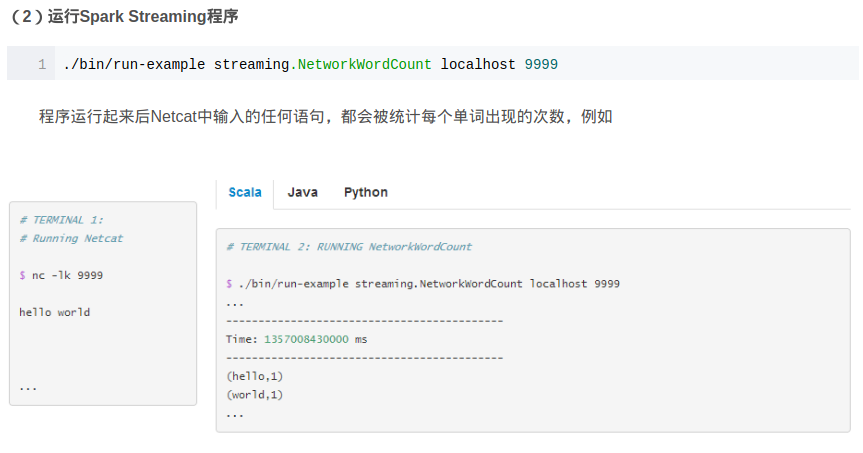 （2）运行Spark Streaming程序
1 ./bin/run-example streaming.NetworkWordCount localhost 9999
程序运行起来后Netcat中输入的任何语句，都会被统计每个单词出现的次数，例如
Scala Java Python
# TERMINAL 1:
# Running Netcat
$ nc -lk 9999
hello world
...
# TERMINAL 2: RUNNING NetworkWordCount
$ ./bin/run-example streaming.NetworkWordCount localhost 9999
...
-------------------------------------------
Time: 1357008430000 ms
-------------------------------------------
(hello,1)
(world,1)
...